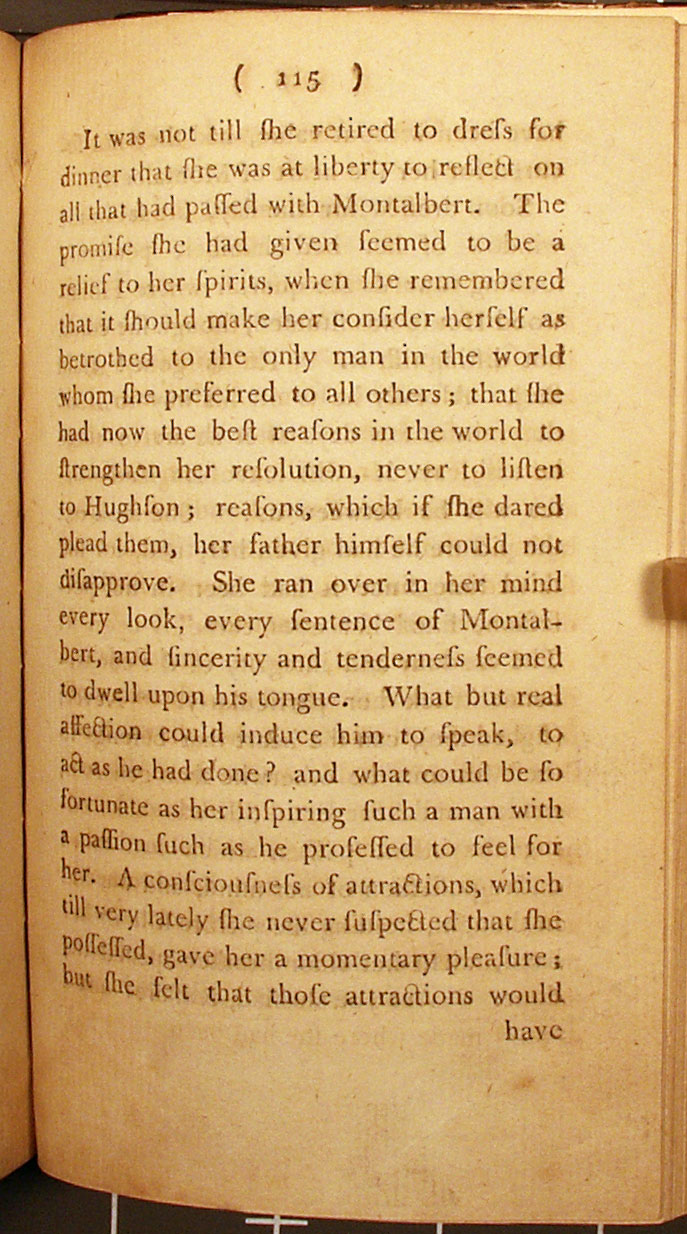 ( 115 )
It was not till ſhe retired to dreſs for
dinner that ſhe was at liberty to reflect on
all that had paſſed with Montalbert. The
promiſe ſhe had given ſeemed to be a
relief to her ſpirits, when ſhe remembered
that it ſhould make her conſider herſelf as
betrothed to the only man in the world
whom ſhe preferred to all others; that ſhe
had now the beſt reaſons in the world to
ſtrengthen her reſolution, never to liſten
to Hughſon; reaſons, which if ſhe dared
plead them, her father himſelf could not
diſapprove. She ran over in her mind
every look, every ſentence of Montal-
bert, and ſincerity and tenderneſs ſeemed
to dwell upon his tongue. What but real
affection could induce him to ſpeak, to
act as he had done? and what could be ſo
fortunate as her inſpiring ſuch a man with
a paſſion ſuch as he profeſſed to feel for
her. A conſciouſneſs of attractions, which
till very lately ſhe never ſuſpected that ſhe
poſſeſſed, gave her a momentary pleaſure;
but ſhe felt that thoſe attractions would
have